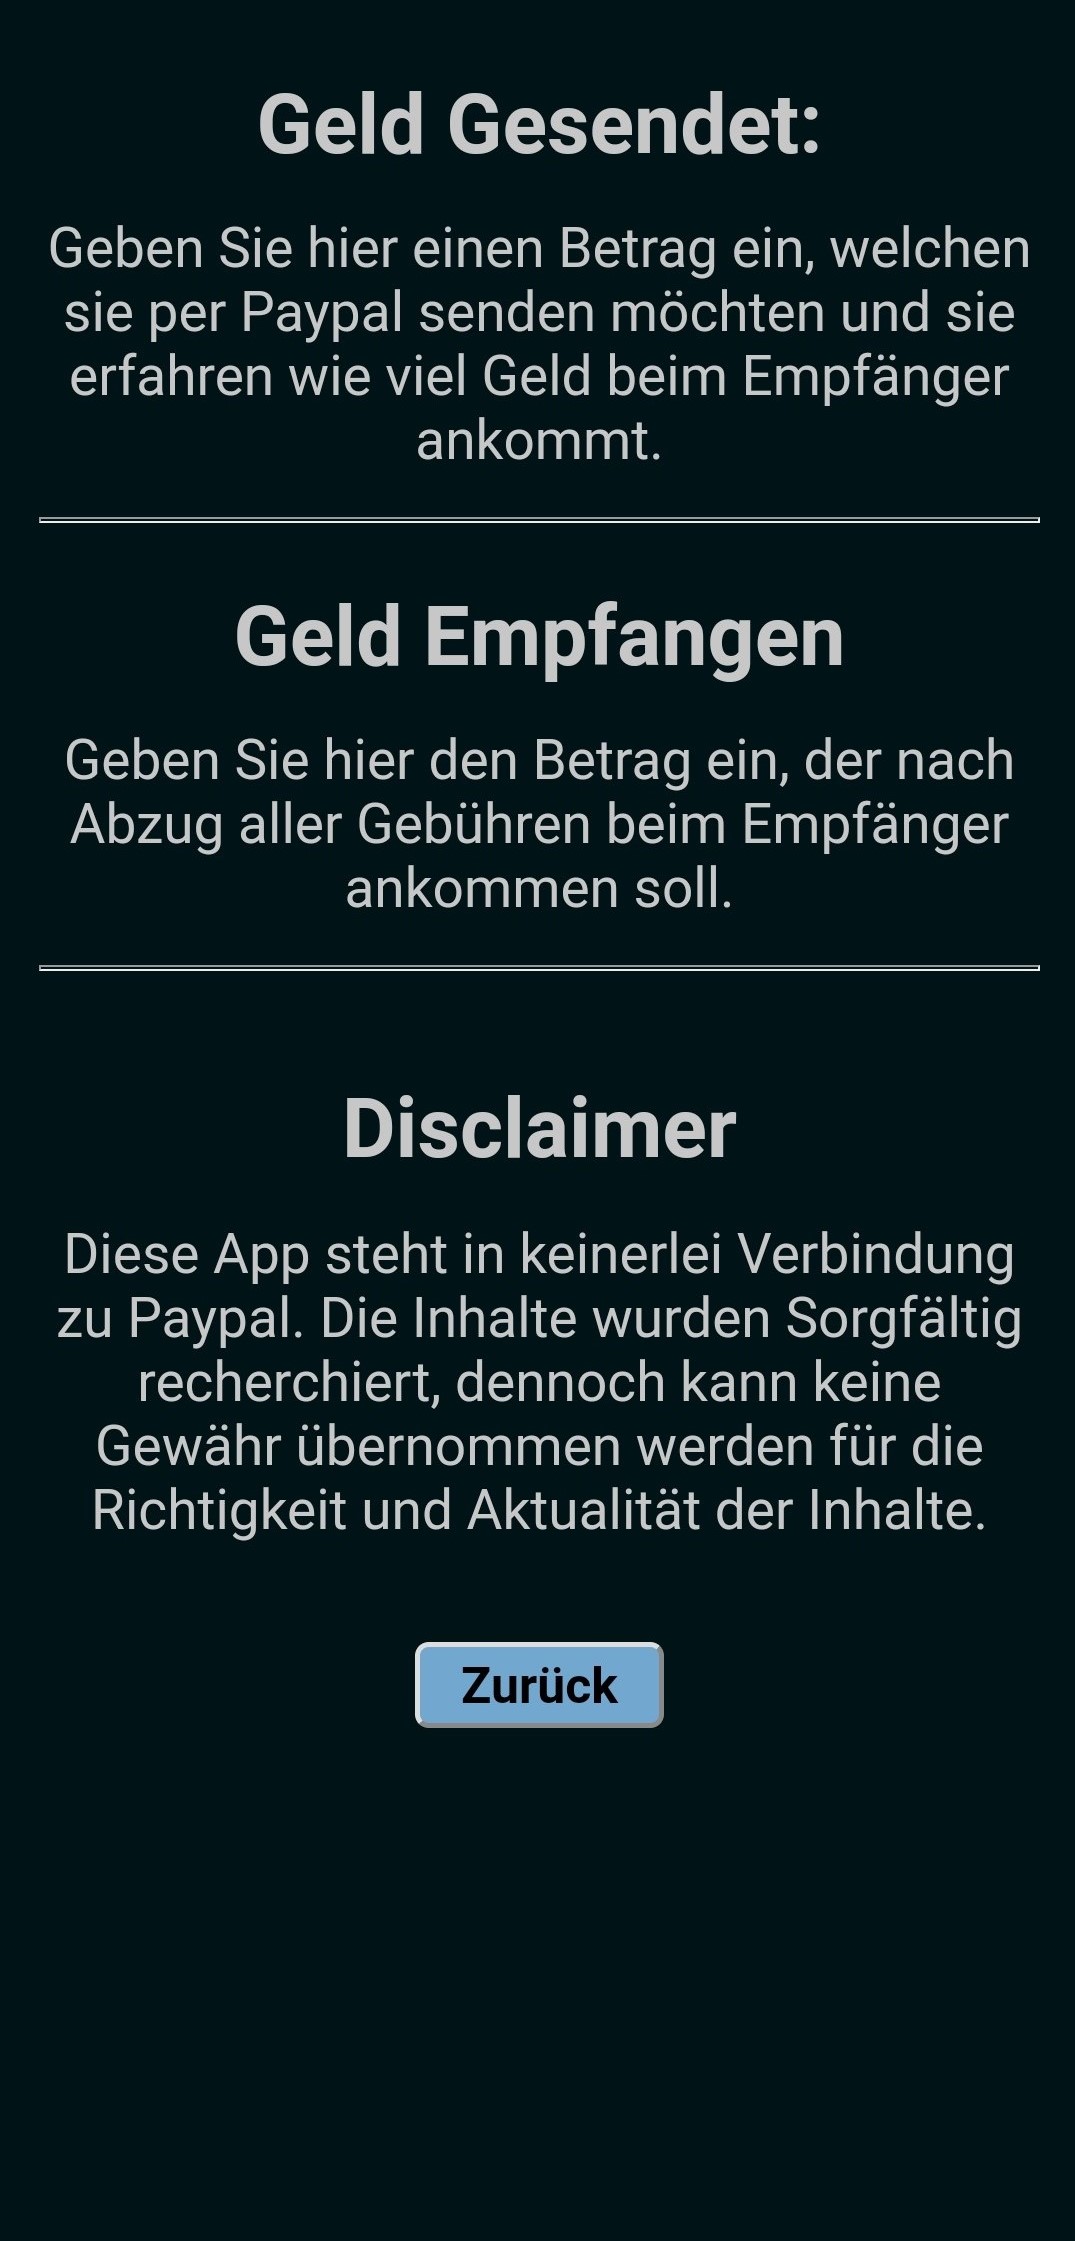 Geld Gesendet:
Geben Sie hier einen Betrag ein, welchen
sie per Paypal senden möchten und sie
erfahren wie viel Geld beim Empfänger
ankommt.
Geld Empfangen
Geben Sie hier den Betrag ein, der nach
Abzug aller Gebühren beim Empfänger
ankommen soll.
Disclaimer
Diese App steht in keinerlei Verbindung
zu Paypal. Die Inhalte wurden Sorgfältig
recherchiert, dennoch kann keine
Gewähr übernommen werden für die
Richtigkeit und Aktualität der Inhalte.
Zurück